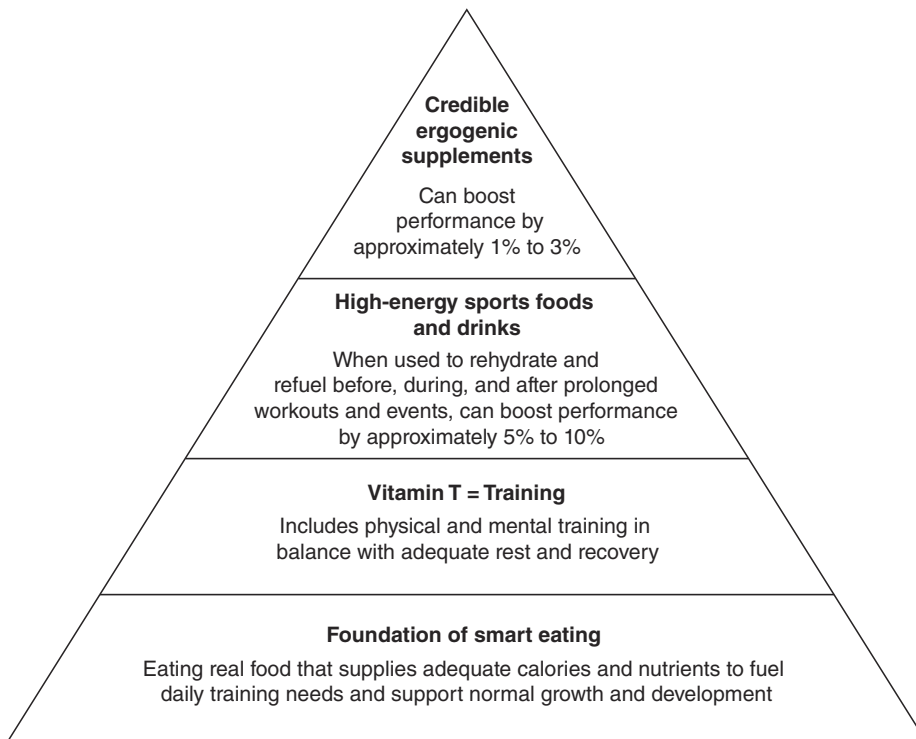 Credible
ergogenic
supplements
Can boost
performance by
approximately 1% to 3%
High-energy sports foods
and drinks
When used to rehydrate and
refuel before, during, and after prolonged
workouts and events, can boost performance
by approximately 5% to 10%
Vitamin T = Training
Includes physical and mental training in
balance with adequate rest and recovery
Foundation of smart eating
Eating real food that supplies adequate calories and nutrients to fuel
daily training needs and support normal growth and development